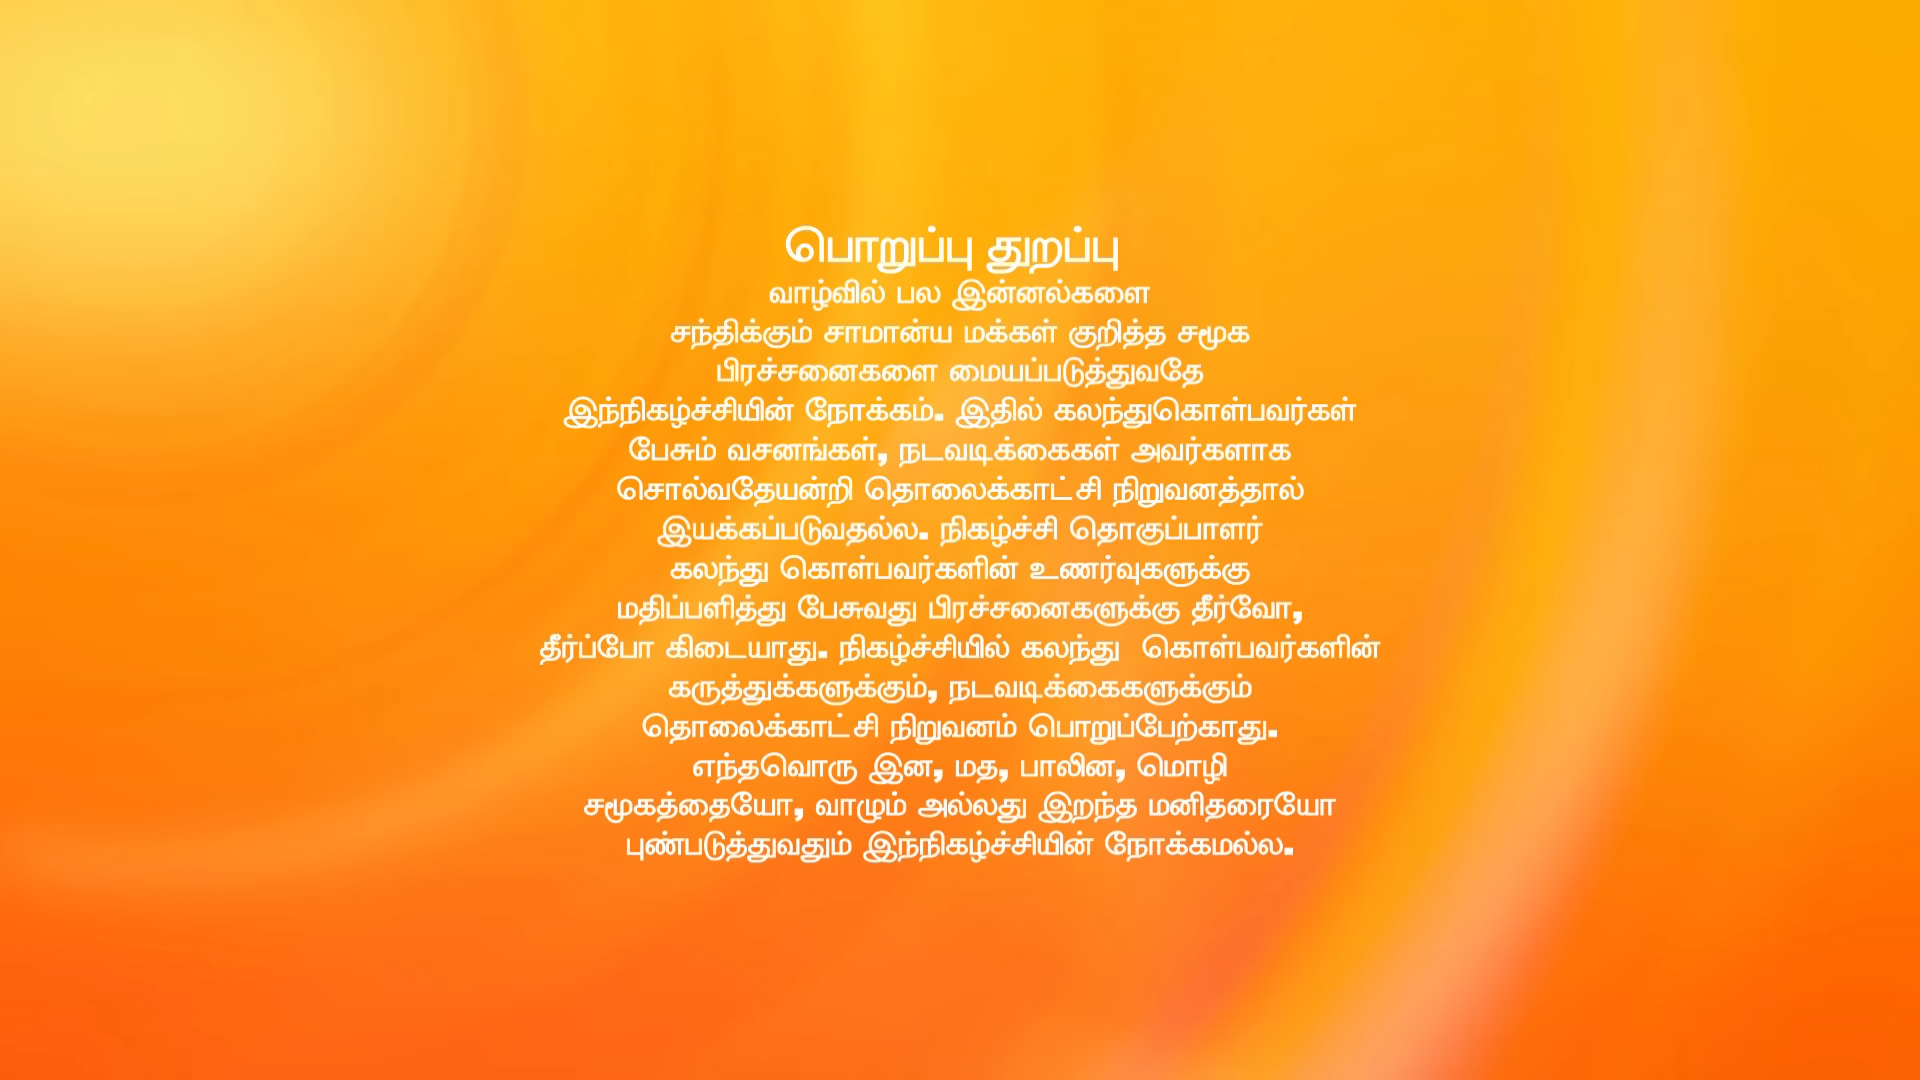 பொறுப்பு துறப்பு
வாழ்வில் பல இன்னல்களை
சந்திக்கும் சாமான்ய மக்கள் குறித்த சமூக
பிரச்சனைகளை மையப்படுத்துவதே
இந்நிகழ்ச்சியின் நோக்கம். இதில் கலந்துகொள்பவர்கள்
பேசும் வசனங்கள், நடவடிக்கைகள் அவர்களாக
சொல்வதேயன்றி தொலைக்காட்சி நிறுவனத்தால்
இயக்கப்படுவதல்ல. நிகழ்ச்சி தொகுப்பாளர்
கலந்து கொள்பவர்களின் உணர்வுகளுக்கு
மதிப்பளித்து பேசுவது பிரச்சனைகளுக்கு தீர்வோ,
தீர்ப்போ கிடையாது. நிகழ்ச்சியில் கலந்து  கொள்பவர்களின்
கருத்துக்களுக்கும், நடவடிக்கைகளுக்கும்
தொலைக்காட்சி நிறுவனம் பொறுப்பேற்காது.
எந்தவொரு இன, மத, பாலின, மொழி
சமூகத்தையோ, வாழும் அல்லது இறந்த மனிதரையோ
புண்படுத்துவதும் இந்நிகழ்ச்சியின் நோக்கமல்ல.